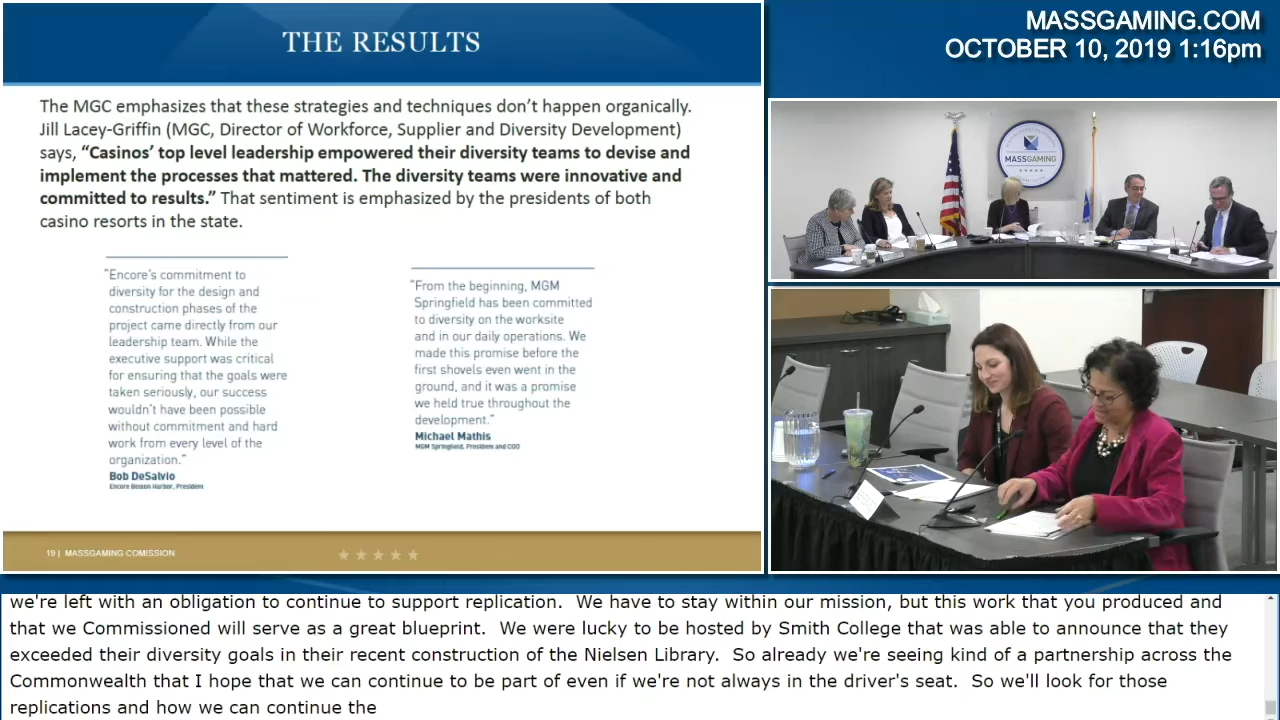 THE RESULTS
The MGC emphasizes that these strategies and techniques don't happen organically.
Jill Lacey-Griffin (MGC, Director of Workforce, Supplier and Diversity Development)
says, "Casinos' top level leadership empowered their diversity teams to devise and
implement the processes that mattered. The diversity teams were innovative and
committed to results." That sentiment is emphasized by the presidents of both
casino resorts in the state.
"Encore's commitment to
diversity for the design and
construction phases of the
project came directly from our
leadership team. While the
executive support was critical
for ensuring that the goals were
taken seriously, our success
wouldn't have been possible
without commitment and hard
work from every level of the
organization."
Bob DeSalvio
Encore Boston Harbor, President
"From the beginning, MGM
Springfield has been committed
to diversity on the worksite
and in our daily operations. We
made this promise before the
first shovels even went in the
ground, and it was a promise
we held true throughout the
development."
Michael Mathis
MGM Springfield, President and COO
19 | MASSGAMING COMISSION
MASSGAMING.COM
OCTOBER 10, 2019 1:16pm
MASSGAMING
we're left with an obligation to continue to support replication. We have to stay within our mission, but this work that you produced and
that we Commissioned will serve as a great blueprint. We were lucky to be hosted by Smith College that was able to announce that they
exceeded their diversity goals in their recent construction of the Nielsen Library. So already we're seeing kind of a partnership across the
Commonwealth that I hope that we can continue to be part of even if we're not always in the driver's seat. So we'll look for those
replications and how we can continue the